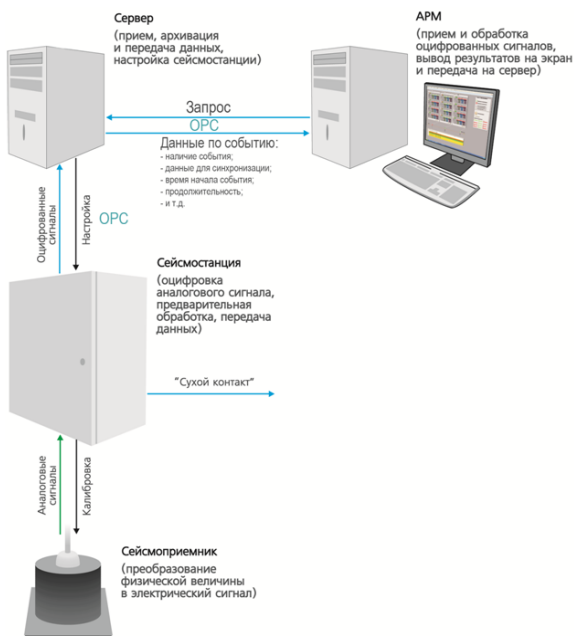 Сервер
(прием, архивация
и передача данных,
настройка сейсмостанции)
АРМ
(прием и обработка
оцифрованных сигналов,
вывод результатов на экран
и передача на сервер)
Запрос
OPC
Данные по событию:
- наличие события;
- данные для синхронизации;
- время начала события;
- продолжительность;
- и т.д.
Оцифрованные
сигналы
Настройка
OPC
Сейсмостанция
(оцифровка
аналогового сигнала,
предварительная
обработка, передача
данных)
"Сухой контакт"
Аналоговые
сигналы
Калибровка
Сейсмоприемник
(преобразование
физической величины
в электрический сигнал)